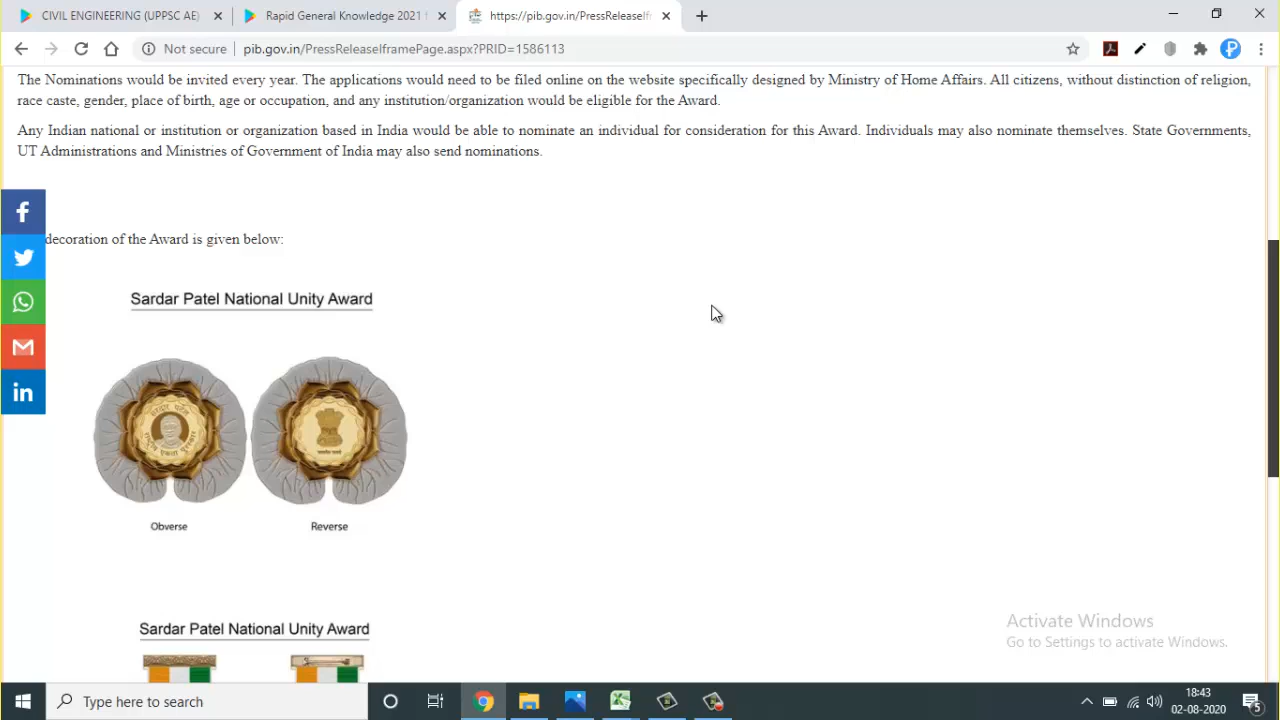 CIVIL ENGINEERING (UPPSC AE)
Rapid General Knowledge 2021 f
https://pib.gov.in/PressReleaseIfr
Not secure
pib.gov.in/PressReleaseIframePage.aspx?PRID=1586113
The Nominations would be invited every year. The applications would need to be filed online on the website specifically designed by Ministry of Home Affairs. All citizens, without distinction of religion,
race caste, gender, place of birth, age or occupation, and any institution/organization would be eligible for the Award.
Any Indian national or institution or organization based in India would be able to nominate an individual for consideration for this Award. Individuals may also nominate themselves. State Governments,
UT Administrations and Ministries of Government of India may also send nominations.
decoration of the Award is given below:
Sardar Patel National Unity Award
सरदार पटेल
राष्ट्रीय एकता पुरस्कार
Obverse
Reverse
Sardar Patel National Unity Award
Activate Windows
Go to Settings to activate Windows.
Type here to search
18:43
02-08-2020
5